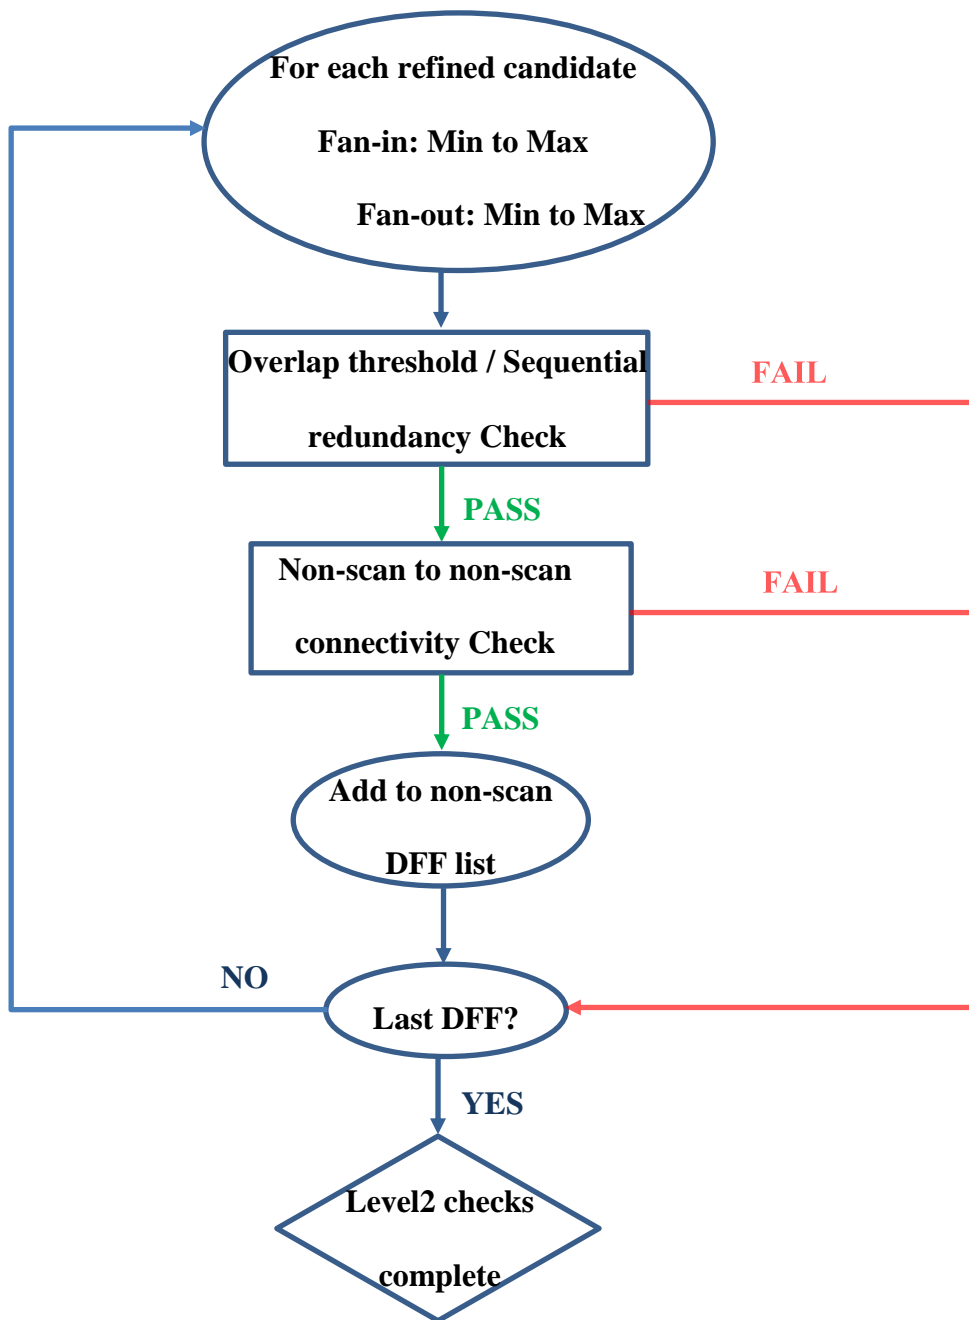 For each refined candidate
Fan-in: Min to Max
Fan-out: Min to Max
Overlap threshold / Sequential
redundancy Check
FAIL
PASS
Non-scan to non-scan
connectivity Check
FAIL
PASS
Add to non-scan
DFF list
NO
Last DFF?
YES
Level2 checks
complete